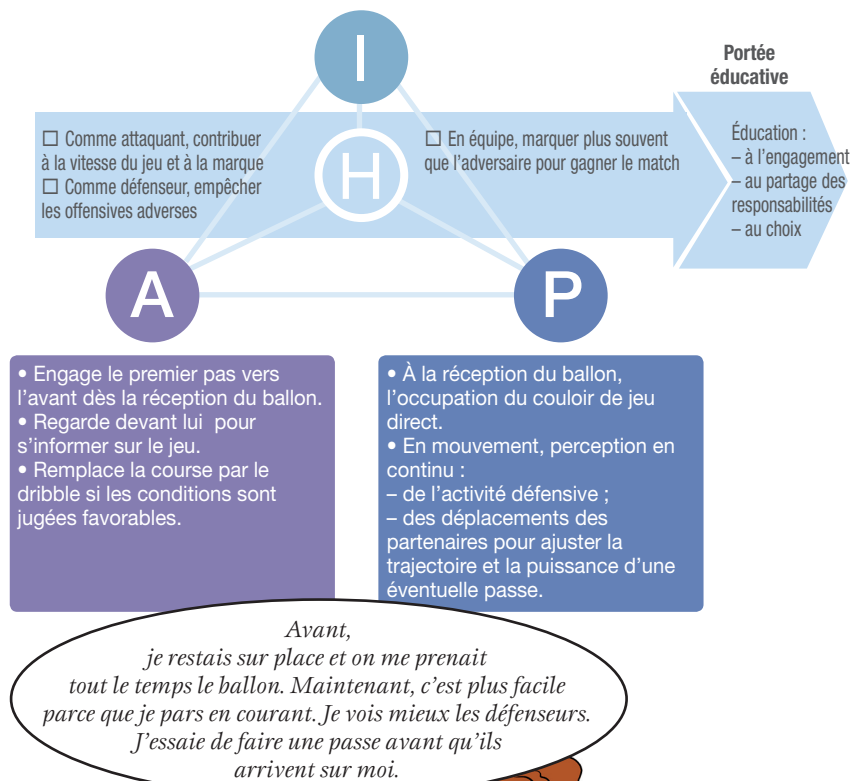 I
Portée
éducative
☐ Comme attaquant, contribuer
à la vitesse du jeu et à la marque
☐ Comme défenseur, empêcher
les offensives adverses
H
☐ En équipe, marquer plus souvent
que l'adversaire pour gagner le match
Éducation :
– à l'engagement
– au partage des
responsabilités
– au choix
A
P
• Engage le premier pas vers
l'avant dès la réception du ballon.
• Regarde devant lui pour
s'informer sur le jeu.
• Remplace la course par le
dribble si les conditions sont
jugées favorables.
• À la réception du ballon,
l'occupation du couloir de jeu
direct.
• En mouvement, perception en
continu :
– de l'activité défensive ;
– des déplacements des
partenaires pour ajuster la
trajectoire et la puissance d'une
éventuelle passe.
Avant,
je restais sur place et on me prenait
tout le temps le ballon. Maintenant, c'est plus facile
parce que je pars en courant. Je vois mieux les défenseurs.
J'essaie de faire une passe avant qu'ils
arrivent sur moi.